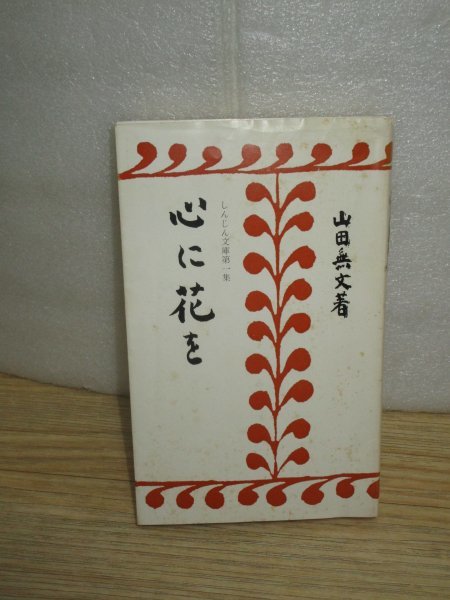 山田無文著
しんじん文庫第一集
心に花を